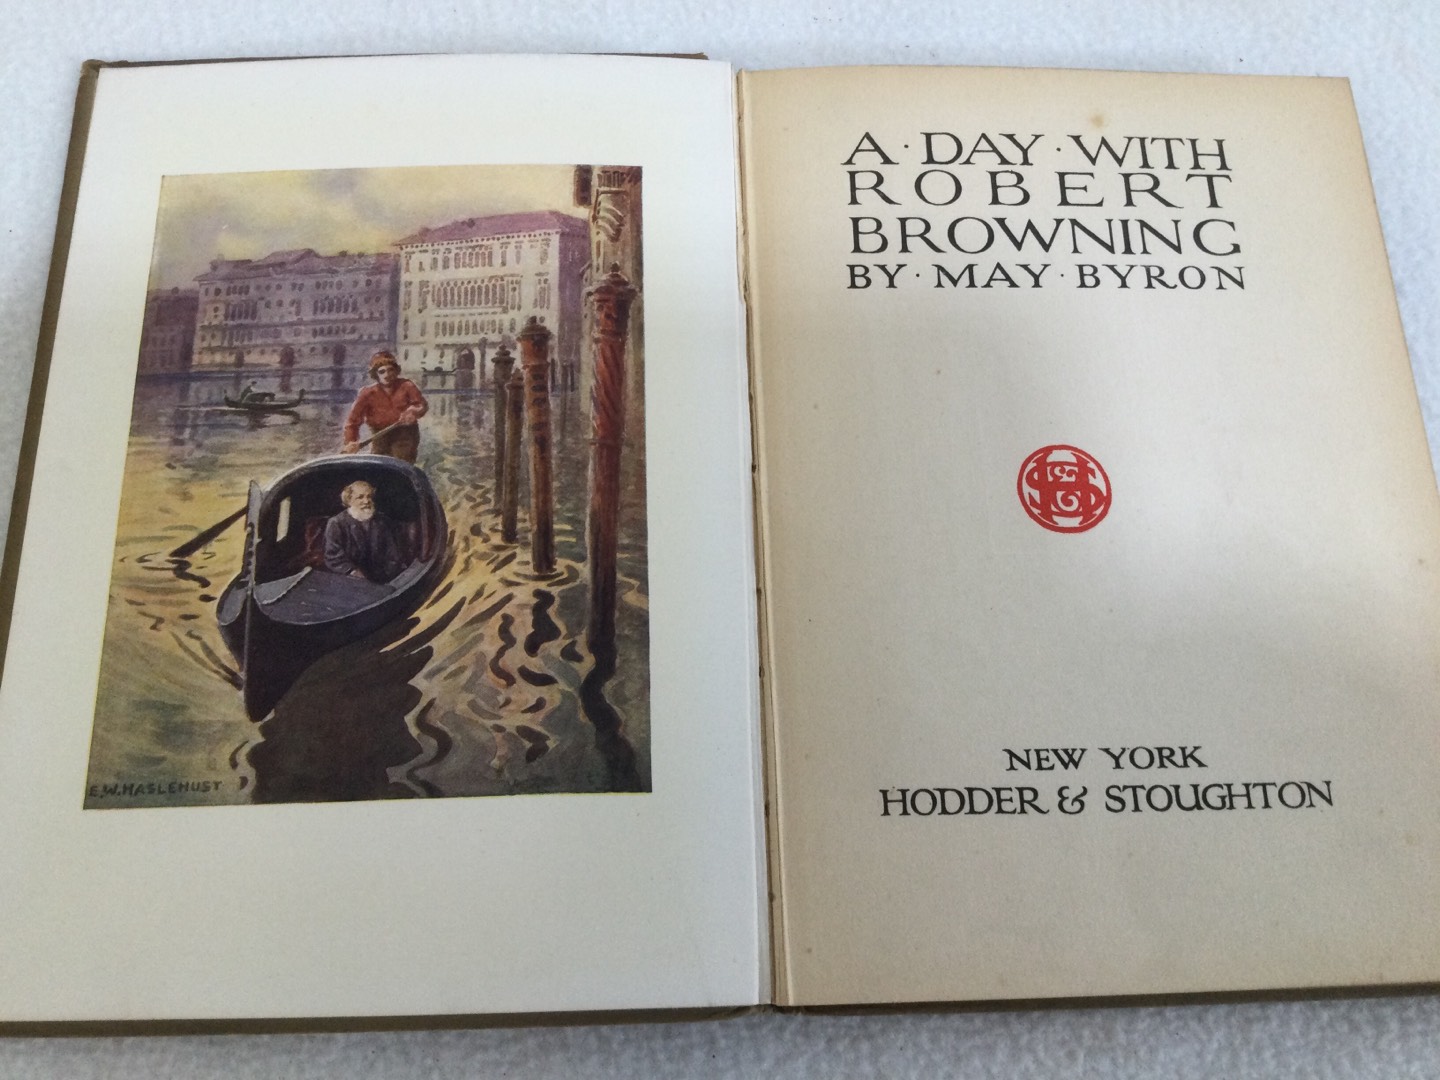 E.W.HASLEHUST
A·DAY·WITH
ROBERT
BROWNING
BY·MAY·BYRON
NEW YORK
HODDER & STOUGHTON